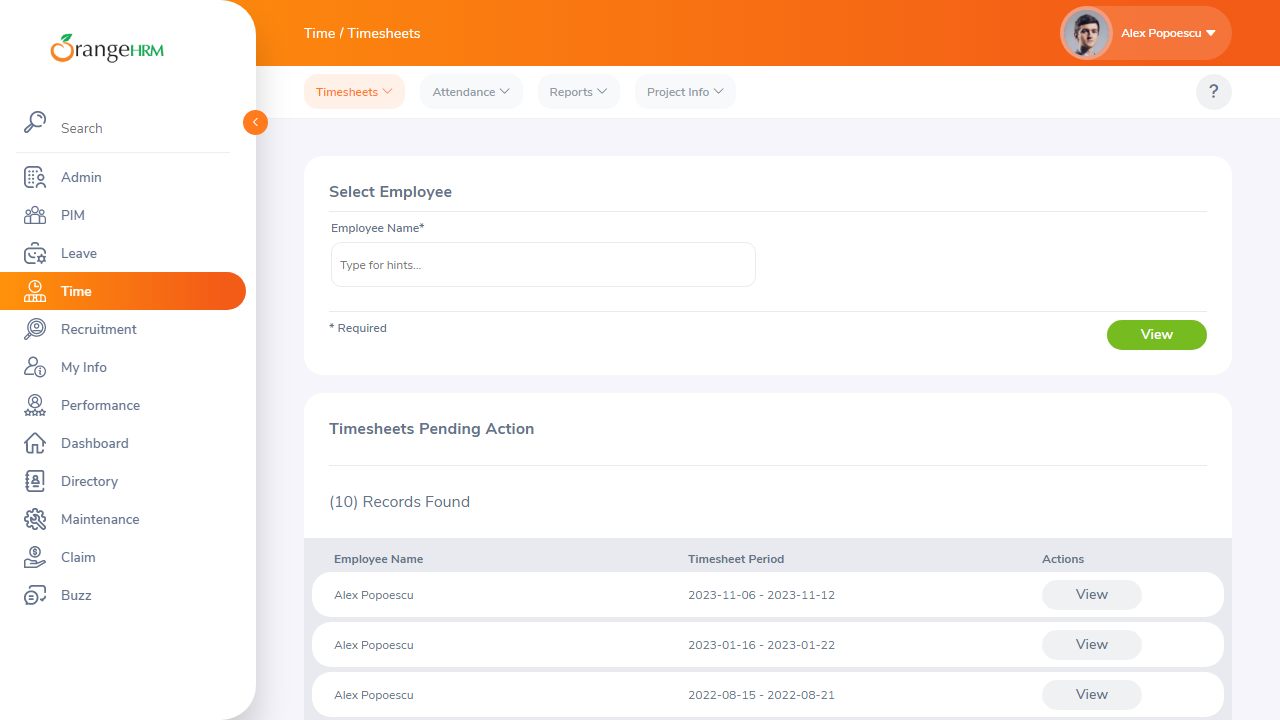 OrangeHRM
Time / Timesheets
Alex Popoescu
Timesheets
Attendance
Reports
Project Info
?
Search
Admin
PIM
Leave
Time
Recruitment
My Info
Performance
Dashboard
Directory
Maintenance
Claim
Buzz
Select Employee
Employee Name*
Type for hints...
* Required
View
Timesheets Pending Action
(10) Records Found
Employee Name Timesheet Period Actions
Alex Popoescu 2023-11-06 - 2023-11-12 View
Alex Popoescu 2023-01-16 - 2023-01-22 View
Alex Popoescu 2022-08-15 - 2022-08-21 View